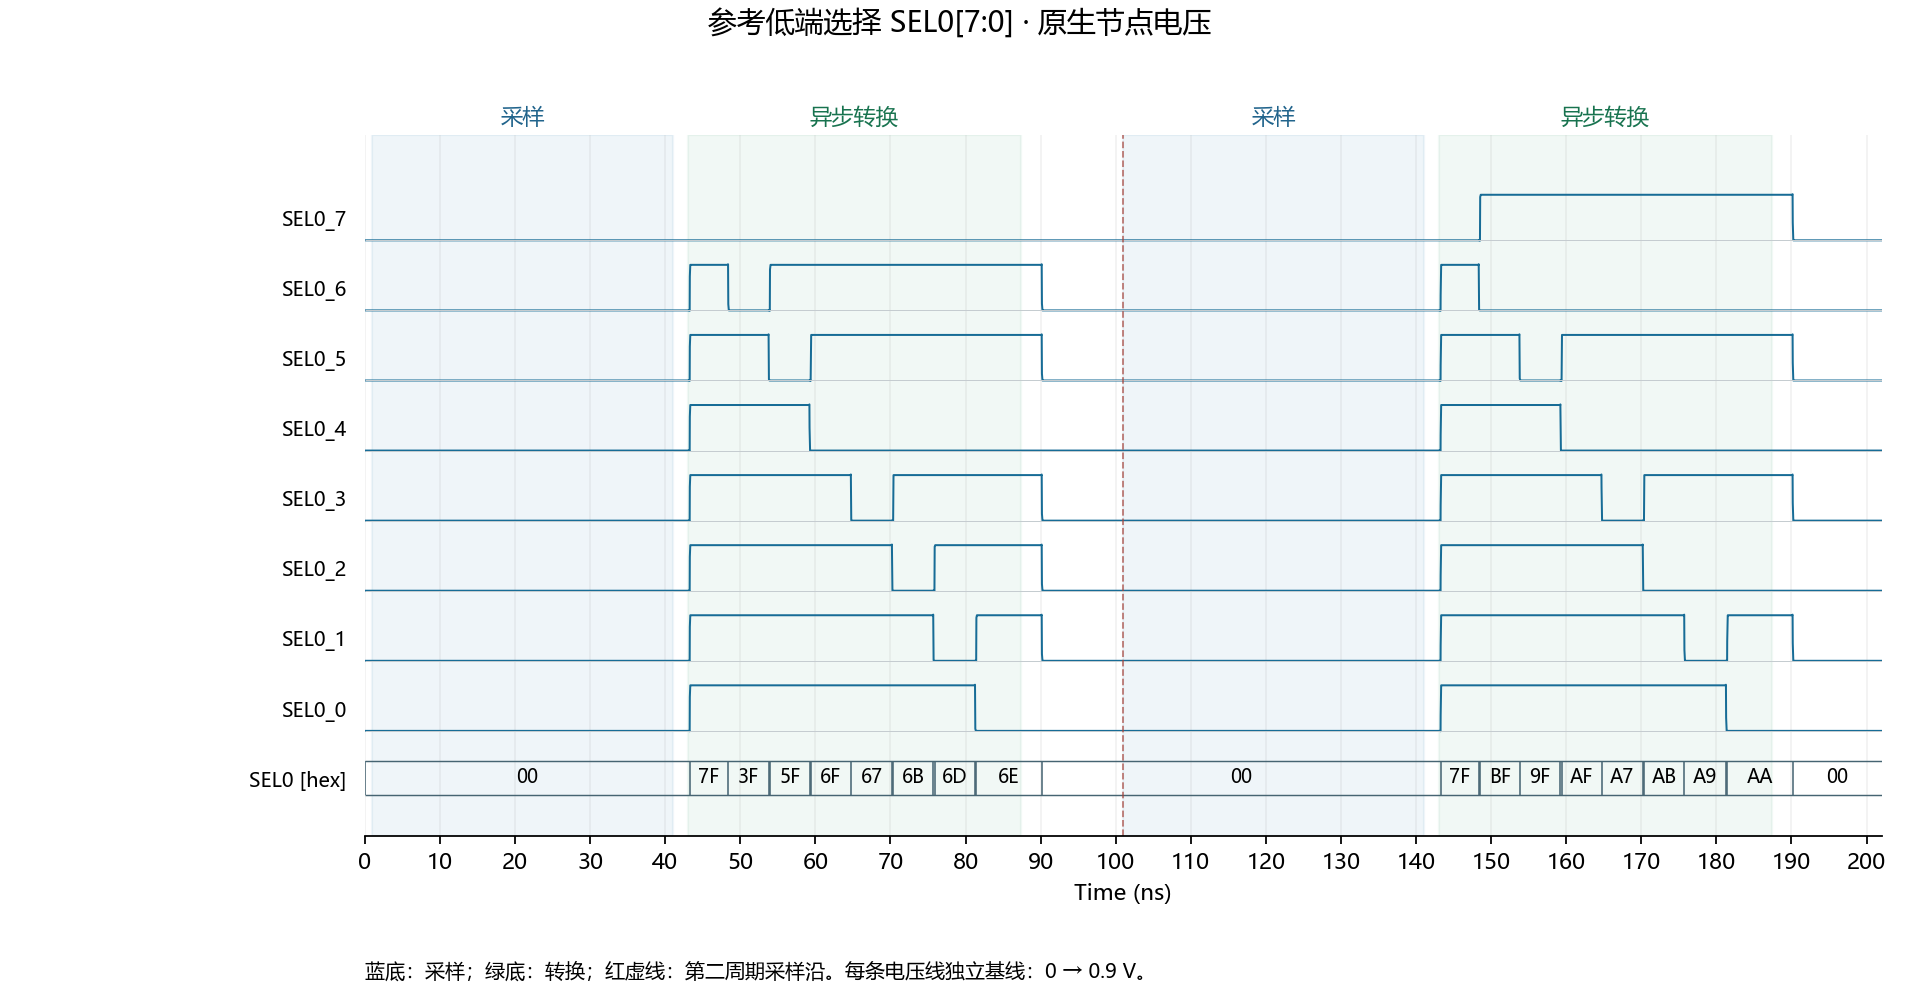 参考低端选择 SEL0[7:0] · 原生节点电压
采样 异步转换 采样 异步转换
SEL0_7
SEL0_6
SEL0_5
SEL0_4
SEL0_3
SEL0_2
SEL0_1
SEL0_0
SEL0 [hex] 00 7F 3F 5F 6F 67 6B 6D 6E 00 7F BF 9F AF A7 AB A9 AA 00
0 10 20 30 40 50 60 70 80 90 100 110 120 130 140 150 160 170 180 190 200
Time (ns)
蓝底：采样；绿底：转换；红虚线：第二周期采样沿。每条电压线独立基线：0 → 0.9 V。